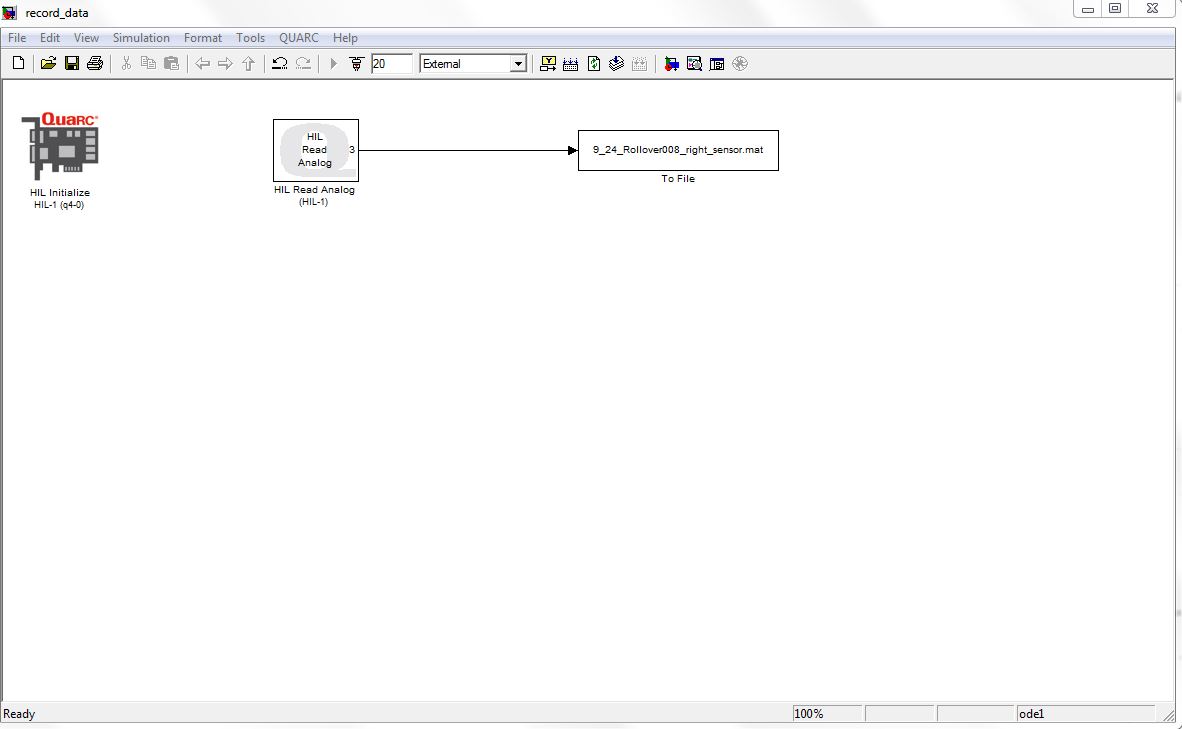 record_data
File Edit View Simulation Format Tools QUARC Help
20 External
QUARC
HIL Initialize
HIL-1 (q4-0)
HIL
Read
Analog
3
HIL Read Analog
(HIL-1)
9_24_Rollover008_right_sensor.mat
To File
Ready 100% ode1